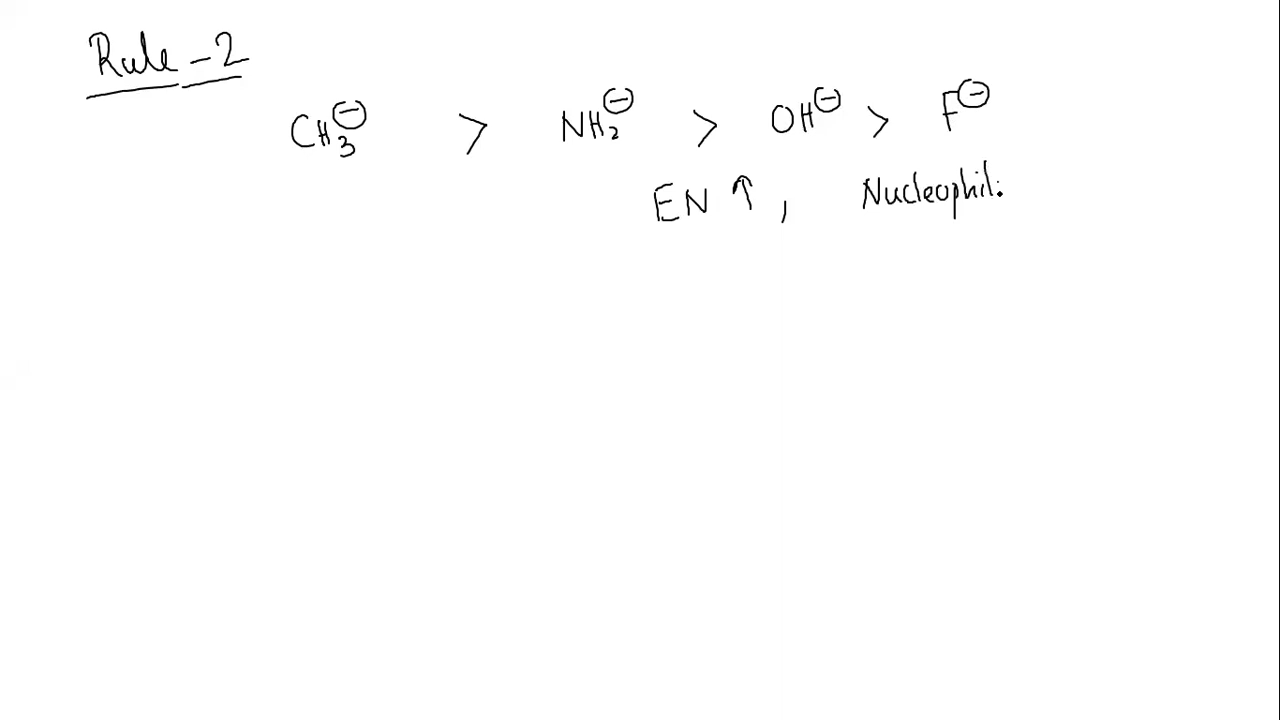 Rule-2
CH₃⊖ > NH₂⊖ > OH⊖ > F⊖
EN ↑, Nucleophil: